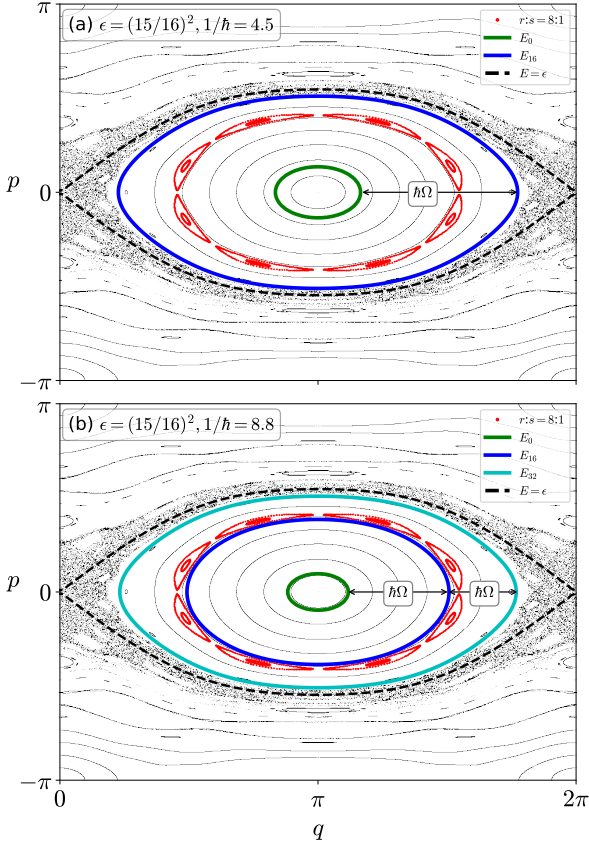 π
(a) ϵ = (15/16)², 1/ħ = 4.5
r:s = 8:1
E₀
E₁₆
E = ϵ
p
0
ħΩ
−π
π
(b) ϵ = (15/16)², 1/ħ = 8.8
r:s = 8:1
E₀
E₁₆
E₃₂
E = ϵ
p
0
ħΩ
ħΩ
−π
0
π
2π
q